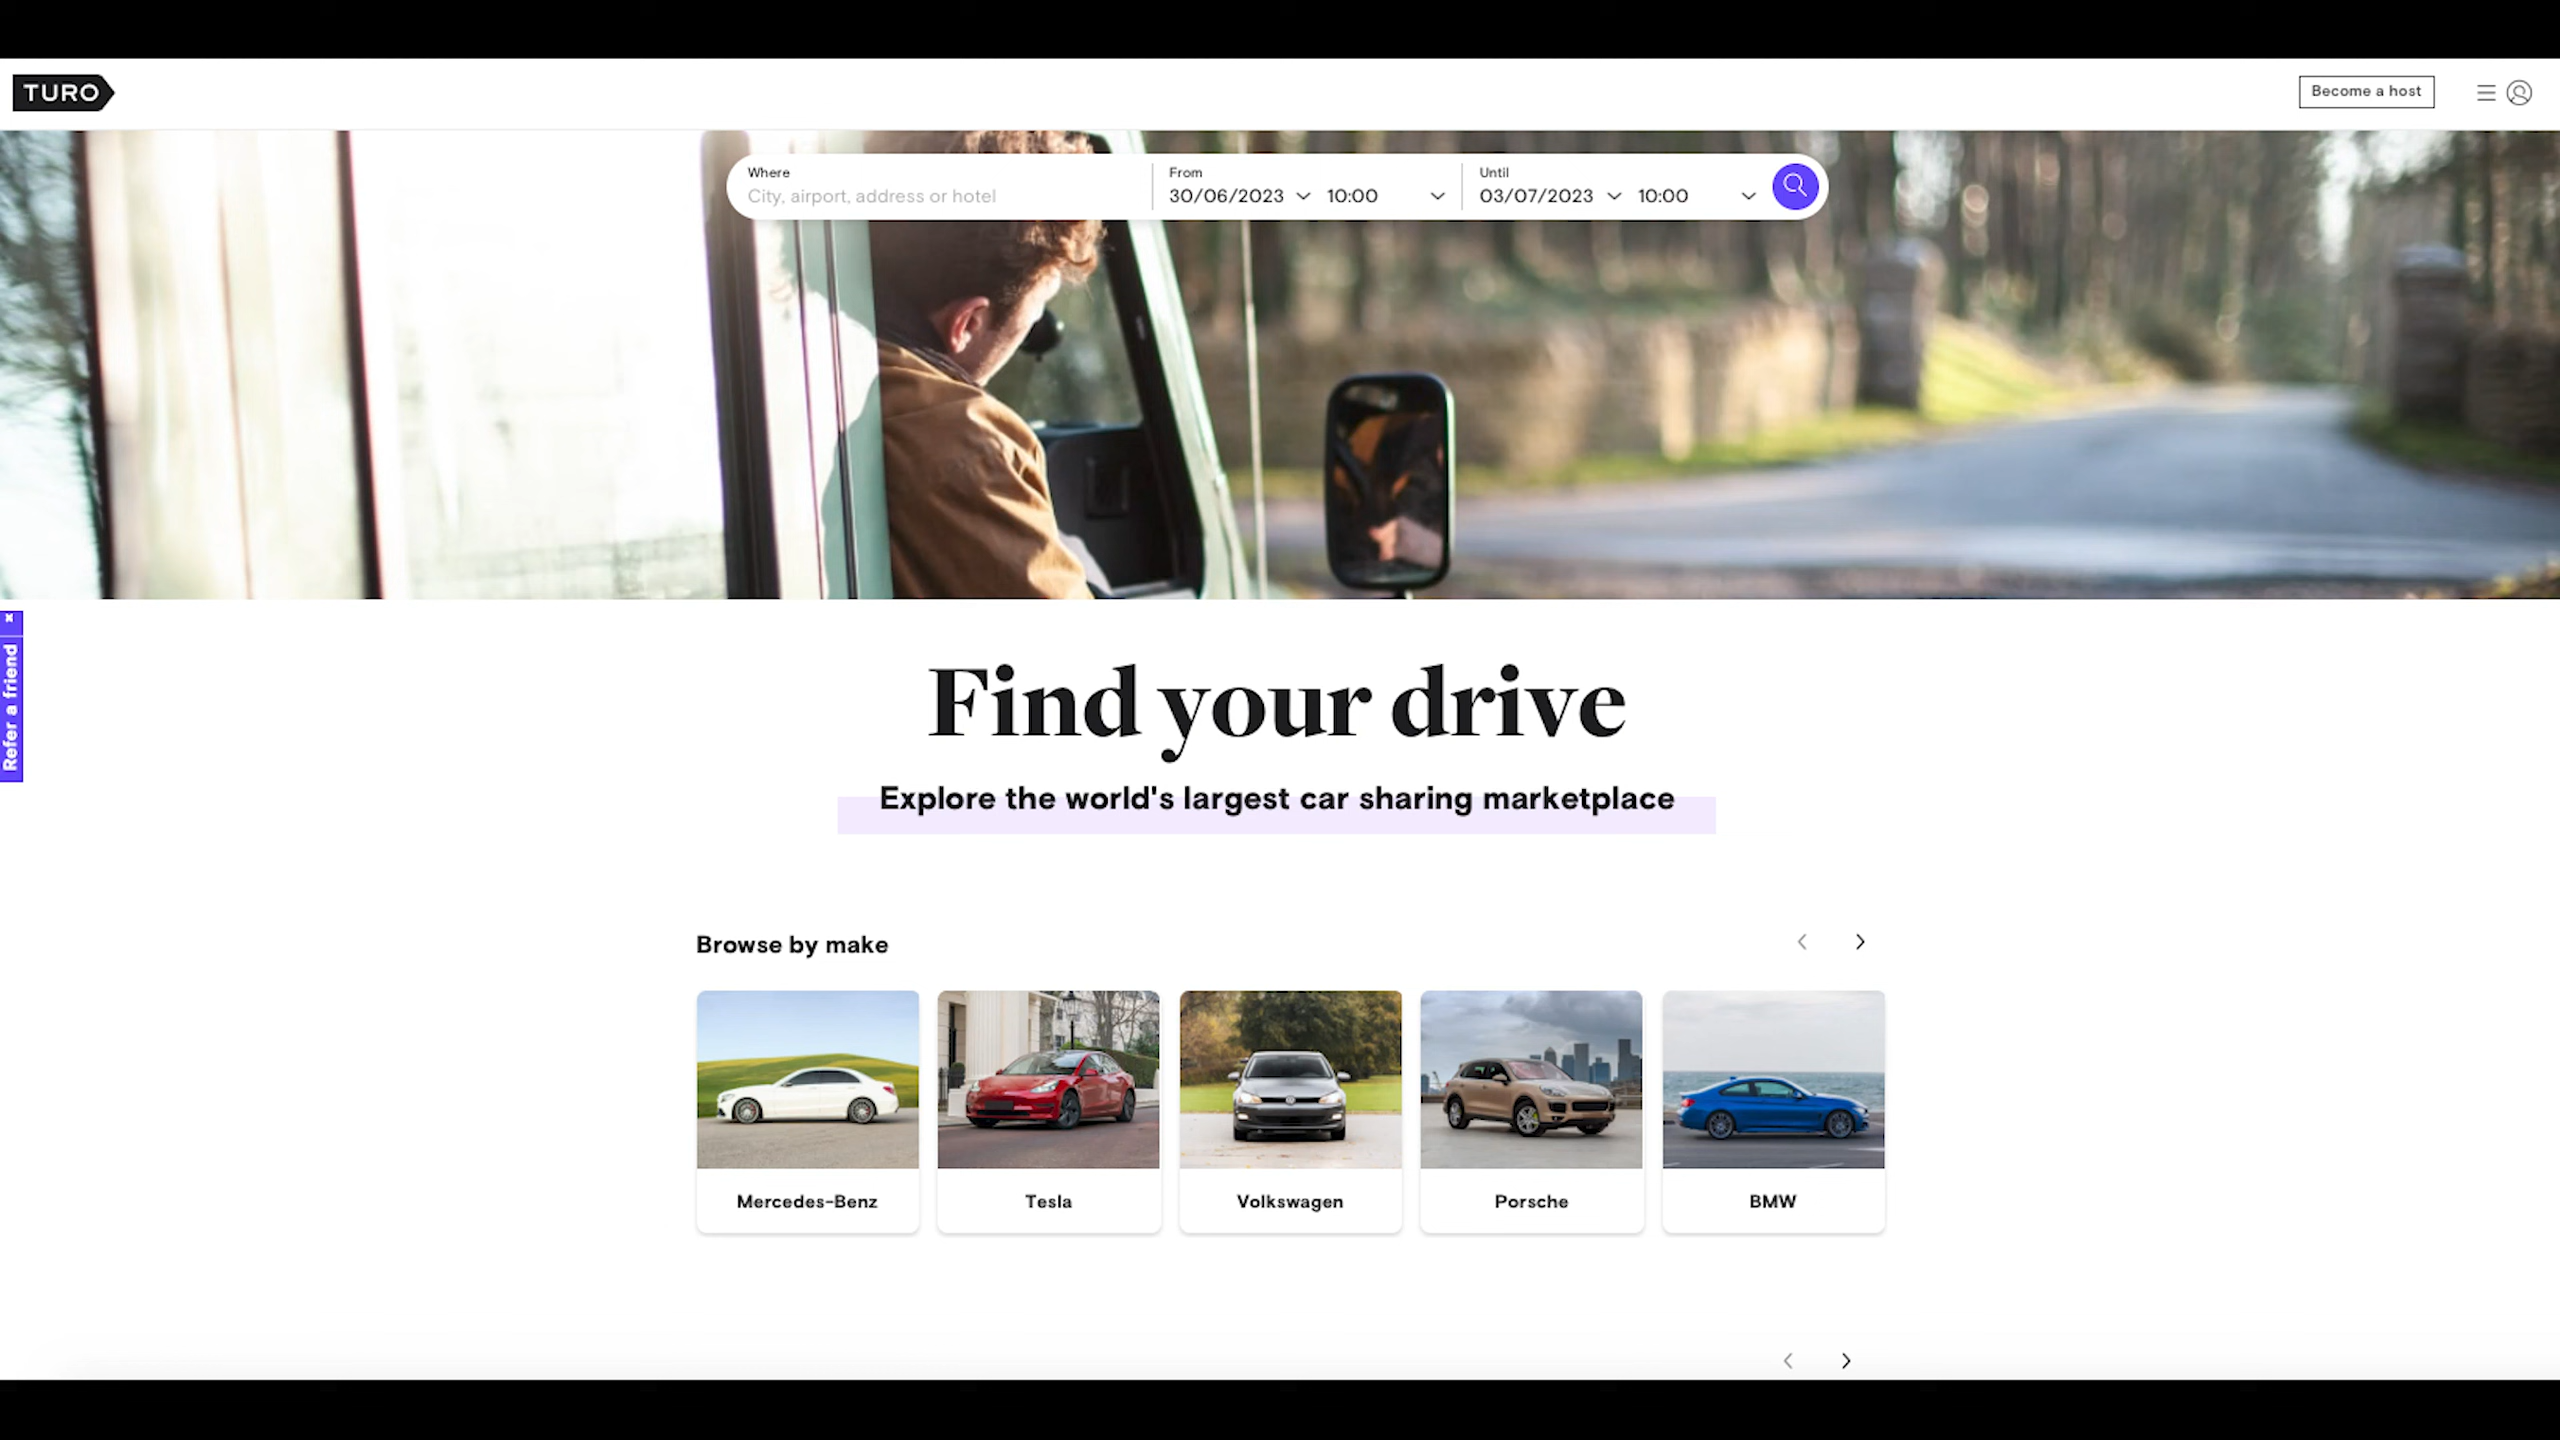 TURO
Become a host
Where
City, airport, address or hotel
From
30/06/2023 10:00
Until
03/07/2023 10:00
Refer a friend
Find your drive
Explore the world's largest car sharing marketplace
Browse by make
Mercedes-Benz
Tesla
Volkswagen
Porsche
BMW